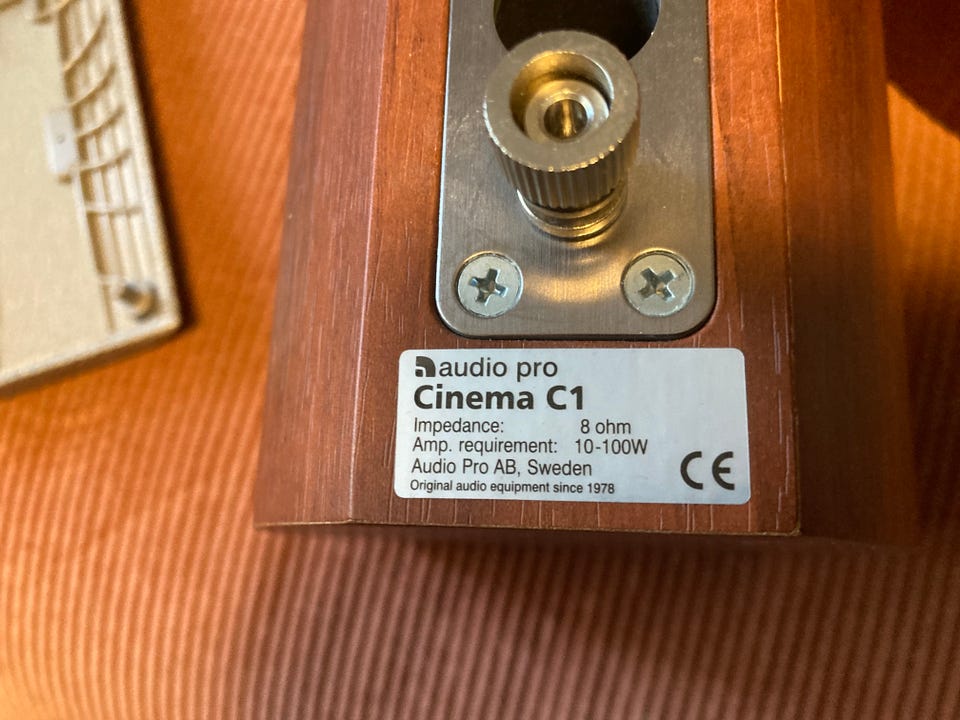 audio pro
Cinema C1
Impedance: 8 ohm
Amp. requirement: 10-100W
Audio Pro AB, Sweden
Original audio equipment since 1978
CE